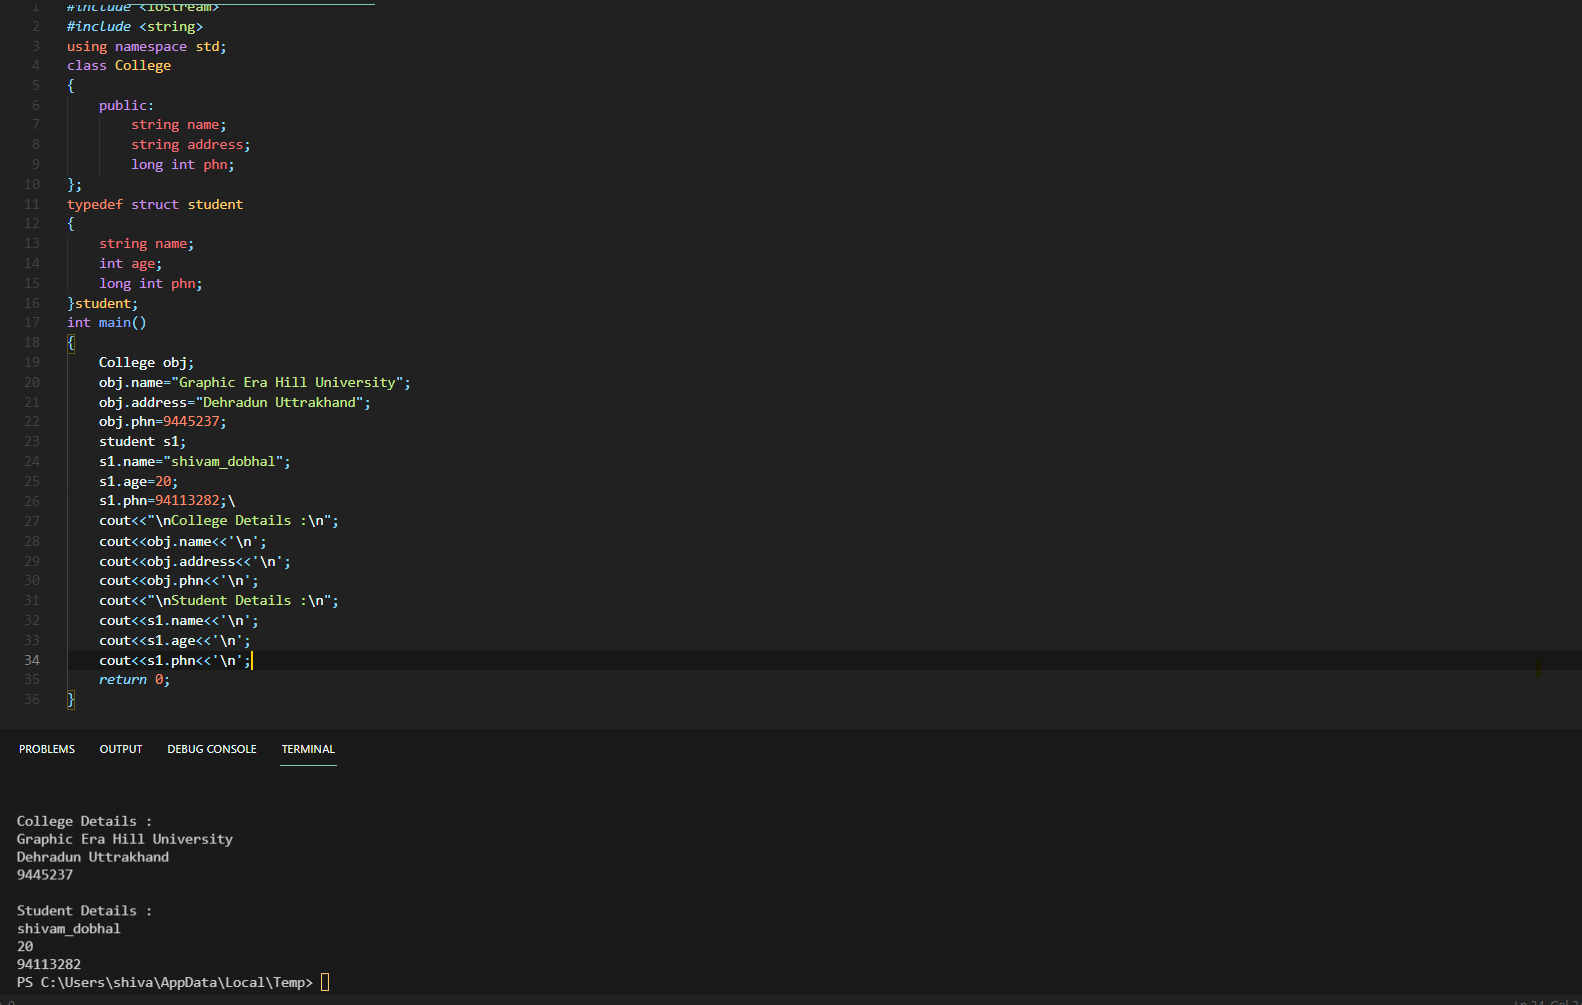 1 #include <iostream>
2 #include <string>
3 using namespace std;
4 class College
5 {
6     public:
7         string name;
8         string address;
9         long int phn;
10 };
11 typedef struct student
12 {
13     string name;
14     int age;
15     long int phn;
16 }student;
17 int main()
18 {
19     College obj;
20     obj.name="Graphic Era Hill University";
21     obj.address="Dehradun Uttrakhand";
22     obj.phn=9445237;
23     student s1;
24     s1.name="shivam_dobhal";
25     s1.age=20;
26     s1.phn=94113282;\
27     cout<<"\nCollege Details :\n";
28     cout<<obj.name<<'\n';
29     cout<<obj.address<<'\n';
30     cout<<obj.phn<<'\n';
31     cout<<"\nStudent Details :\n";
32     cout<<s1.name<<'\n';
33     cout<<s1.age<<'\n';
34     cout<<s1.phn<<'\n';
35     return 0;
36 }
PROBLEMS OUTPUT DEBUG CONSOLE TERMINAL
College Details :
Graphic Era Hill University
Dehradun Uttrakhand
9445237
Student Details :
shivam_dobhal
20
94113282
PS C:\Users\shiva\AppData\Local\Temp>